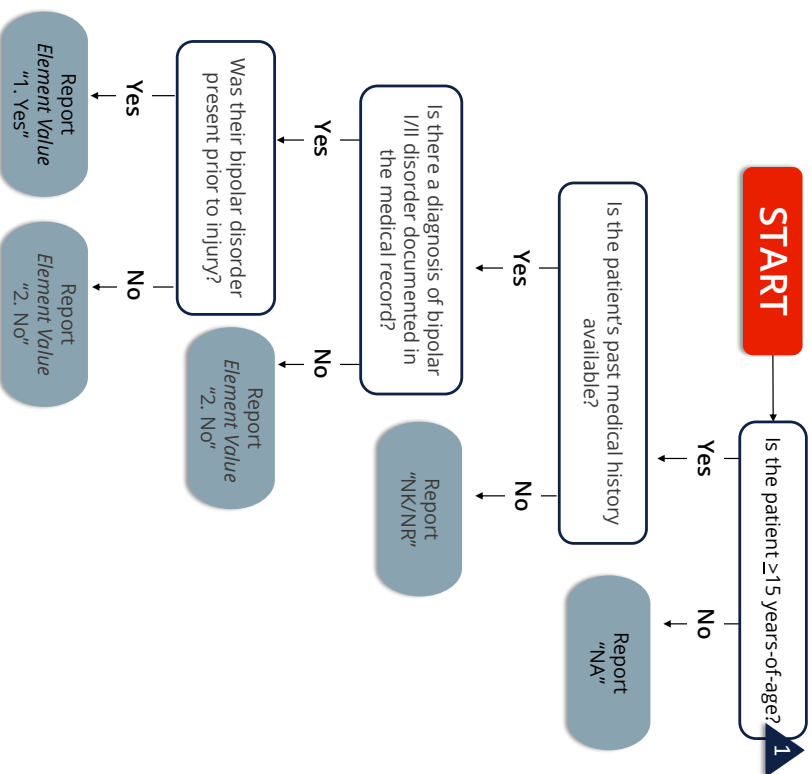 START
Is the patient ≥15 years-of-age?
1
Yes
No
Report
“NA”
Is the patient’s past medical history
available?
Yes
No
Report
“NK/NR”
Is there a diagnosis of bipolar
I/II disorder documented in
the medical record?
Yes
No
Report
Element Value
“2. No”
Was their bipolar disorder
present prior to injury?
Yes
No
Report
Element Value
“1. Yes”
Report
Element Value
“2. No”